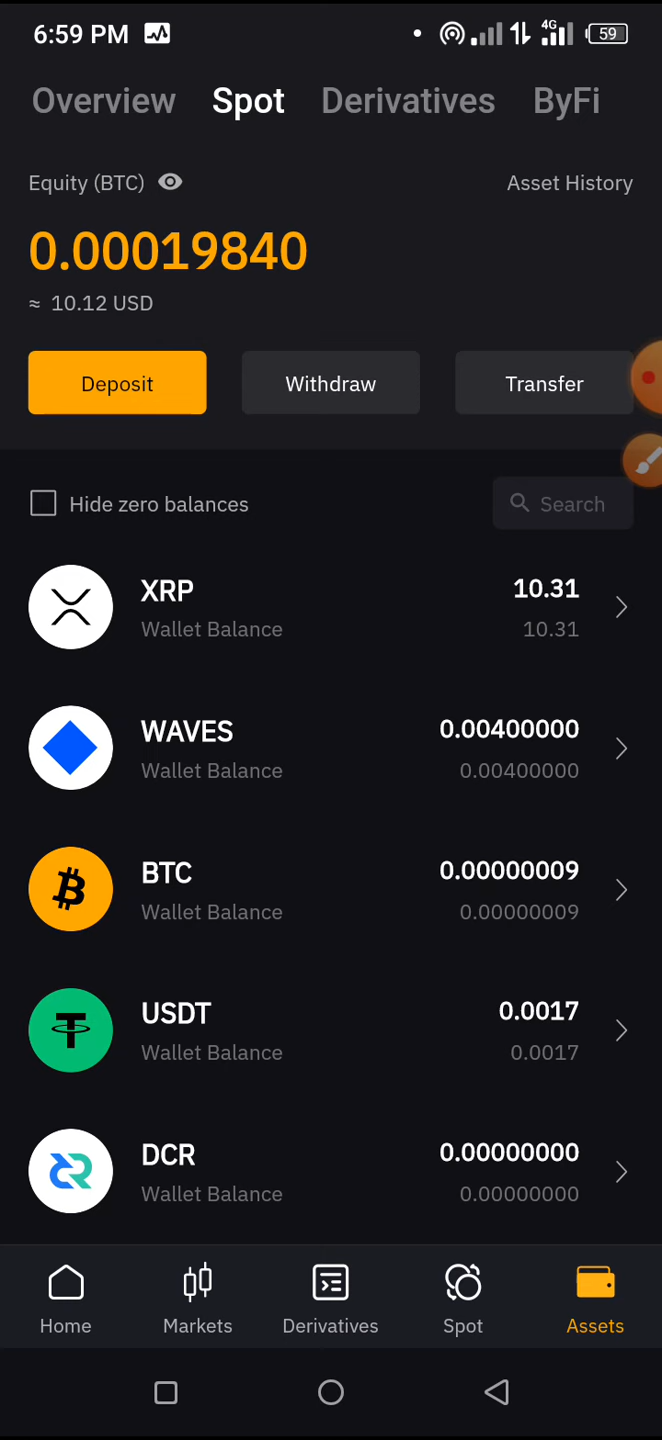 6:59 PM
4G
59
Overview Spot Derivatives ByFi
Equity (BTC)
Asset History
0.00019840
≈ 10.12 USD
Deposit
Withdraw
Transfer
Hide zero balances
Search
XRP
10.31
Wallet Balance
10.31
WAVES
0.00400000
Wallet Balance
0.00400000
BTC
0.00000009
Wallet Balance
0.00000009
USDT
0.0017
Wallet Balance
0.0017
DCR
0.00000000
Wallet Balance
0.00000000
Home
Markets
Derivatives
Spot
Assets